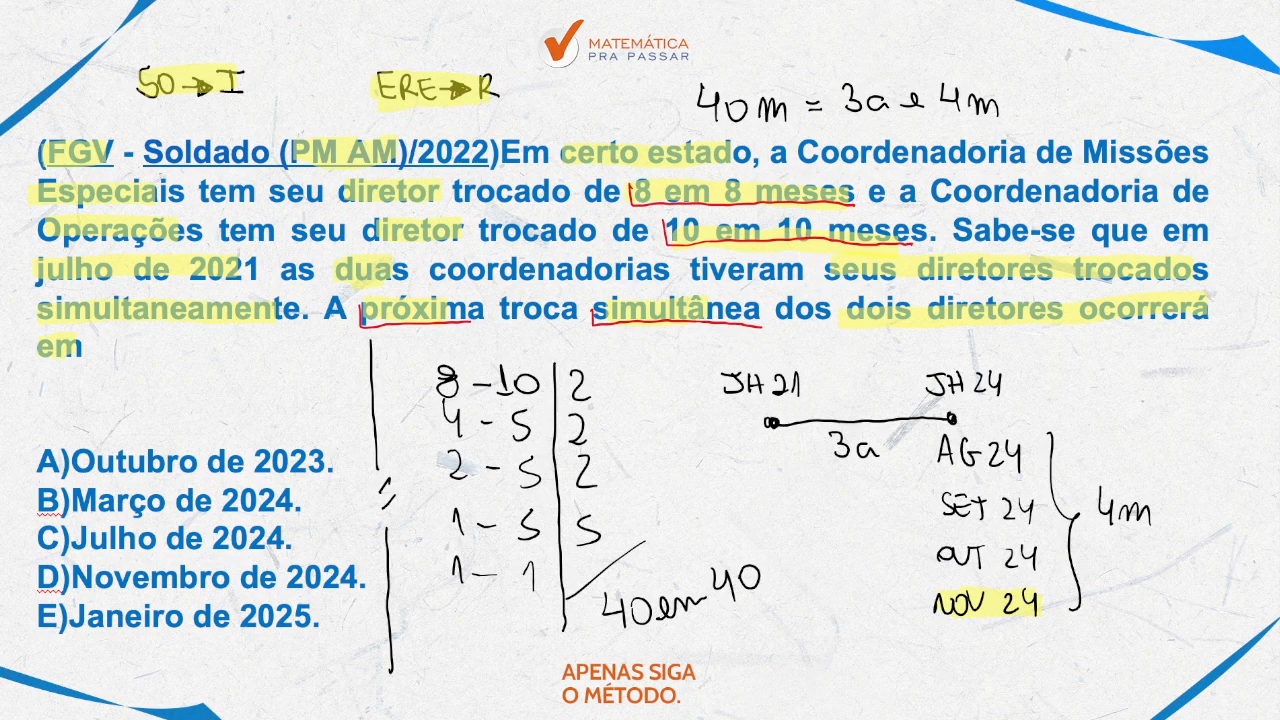 MATEMÁTICA
PRA PASSAR
SO → I
ERE → R
40m = 3a e 4m
(FGV - Soldado (PM AM)/2022)Em certo estado, a Coordenadoria de Missões
Especiais tem seu diretor trocado de 8 em 8 meses e a Coordenadoria de
Operações tem seu diretor trocado de 10 em 10 meses. Sabe-se que em
julho de 2021 as duas coordenadorias tiveram seus diretores trocados
simultaneamente. A próxima troca simultânea dos dois diretores ocorrerá
em
A)Outubro de 2023.
B)Março de 2024.
C)Julho de 2024.
D)Novembro de 2024.
E)Janeiro de 2025.
8 - 10 | 2
4 - 5 | 2
2 - 5 | 2
1 - 5 | 5
1 - 1
40 em 40
JH 21
JH 24
3a
AG 24
SET 24
OUT 24
NOV 24
4m
APENAS SIGA
O MÉTODO.